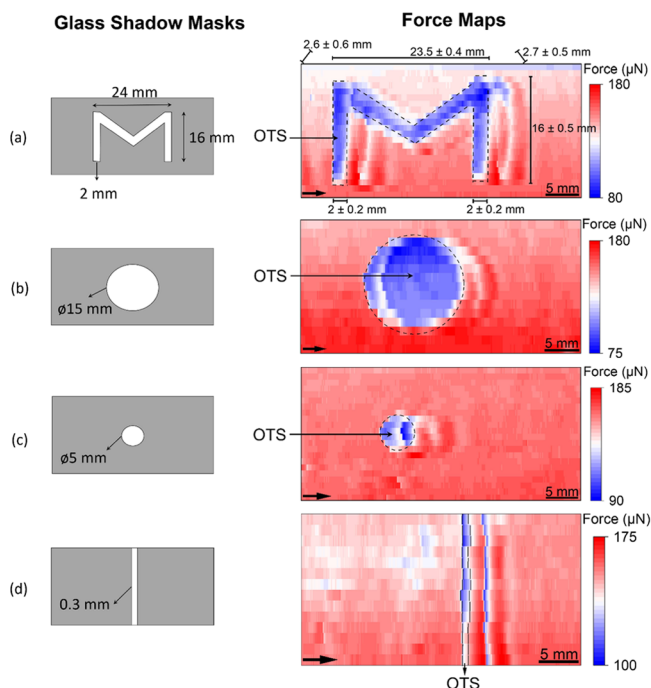 Glass Shadow Masks
Force Maps
(a)
24 mm
16 mm
2 mm
2.6 ± 0.6 mm
23.5 ± 0.4 mm
2.7 ± 0.5 mm
OTS
16 ± 0.5 mm
5 mm
2 ± 0.2 mm
2 ± 0.2 mm
Force (µN)
180
80
(b)
ø15 mm
OTS
5 mm
Force (µN)
180
75
(c)
ø5 mm
OTS
5 mm
Force (µN)
185
90
(d)
0.3 mm
OTS
5 mm
Force (µN)
175
100